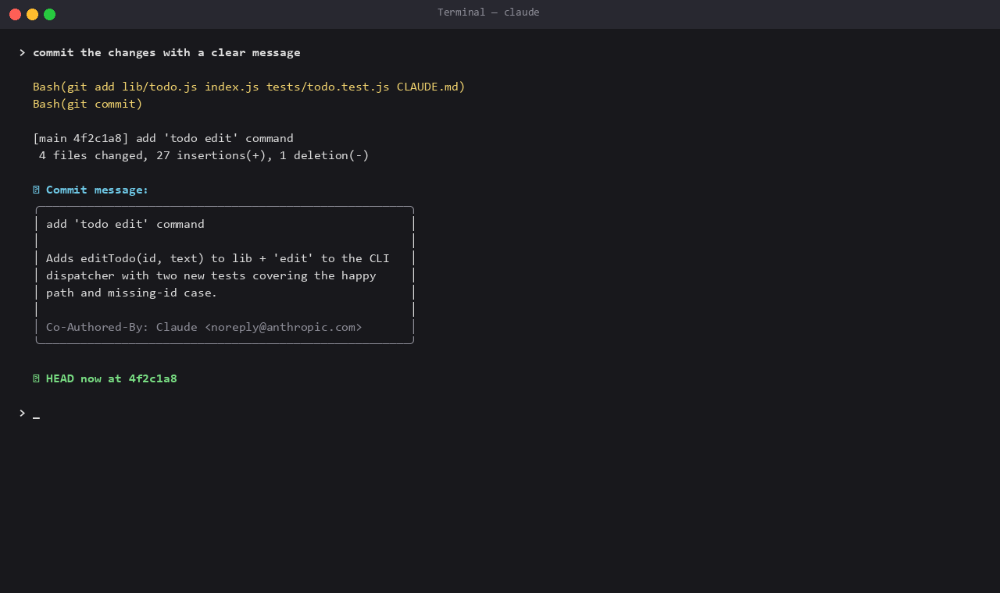 Terminal — claude
> commit the changes with a clear message
Bash(git add lib/todo.js index.js tests/todo.test.js CLAUDE.md)
Bash(git commit)
[main 4f2c1a8] add 'todo edit' command
4 files changed, 27 insertions(+), 1 deletion(-)
Commit message:
add 'todo edit' command
Adds editTodo(id, text) to lib + 'edit' to the CLI
dispatcher with two new tests covering the happy
path and missing-id case.
Co-Authored-By: Claude <noreply@anthropic.com>
HEAD now at 4f2c1a8
> _